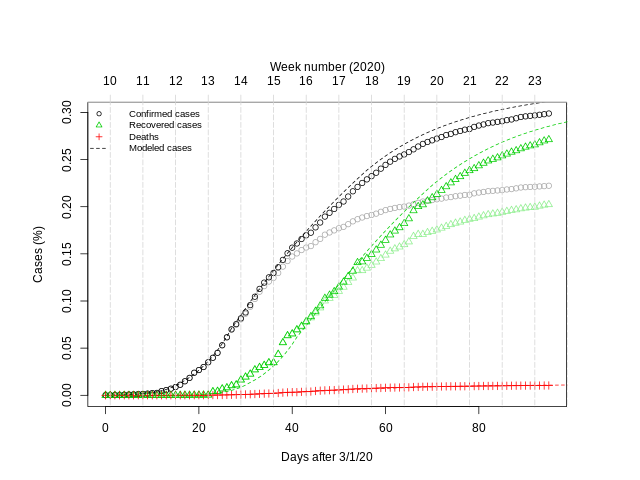 Week number (2020)
10 11 12 13 14 15 16 17 18 19 20 21 22 23
Confirmed cases
Recovered cases
Deaths
Modeled cases
Cases (%)
0.30
0.25
0.20
0.15
0.10
0.05
0.00
0 20 40 60 80
Days after 3/1/20